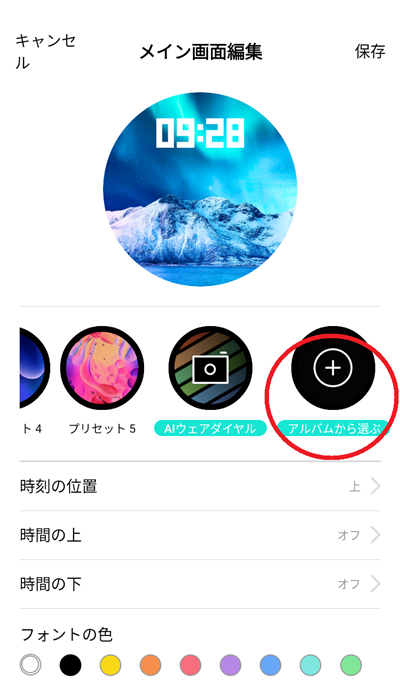 キャンセ
ル
メイン画面編集
保存
09:28
ト 4
プリセット 5
AIウェアダイヤル
アルバムから選ぶ
時刻の位置
上
時間の上
オフ
時間の下
オフ
フォントの色